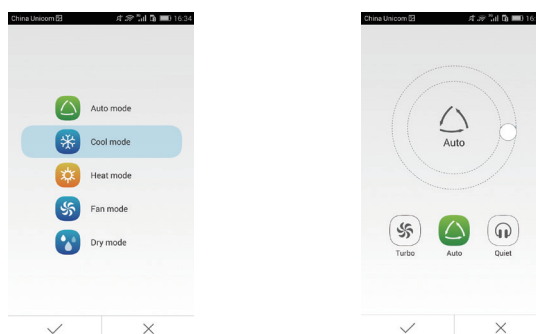 China Unicom 16:34
Auto mode
Cool mode
Heat mode
Fan mode
Dry mode
China Unicom 16:
Auto
Turbo Auto Quiet